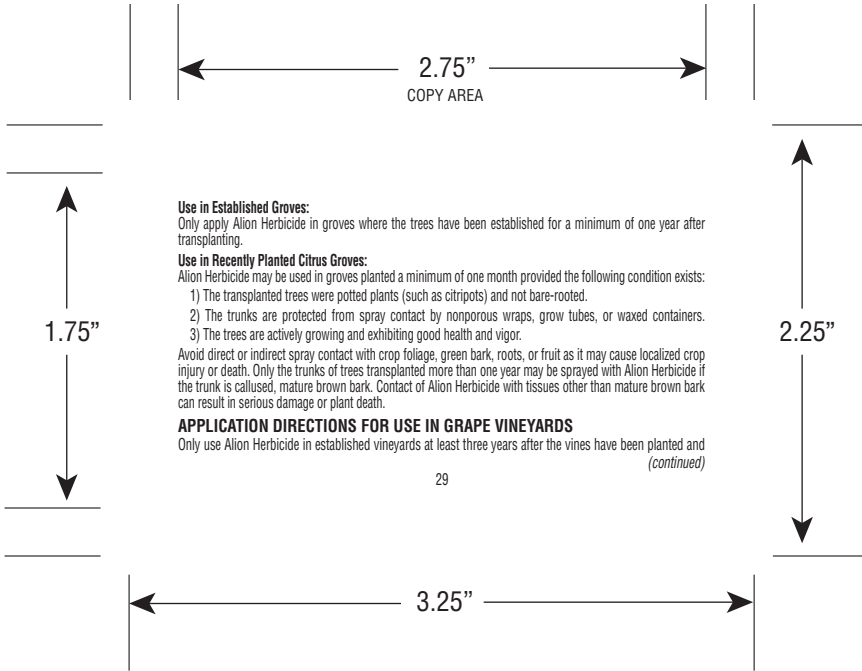 2.75”
COPY AREA
Use in Established Groves:
Only apply Alion Herbicide in groves where the trees have been established for a minimum of one year after
transplanting.
Use in Recently Planted Citrus Groves:
Alion Herbicide may be used in groves planted a minimum of one month provided the following condition exists:
1) The transplanted trees were potted plants (such as citripots) and not bare-rooted.
2) The trunks are protected from spray contact by nonporous wraps, grow tubes, or waxed containers.
3) The trees are actively growing and exhibiting good health and vigor.
Avoid direct or indirect spray contact with crop foliage, green bark, roots, or fruit as it may cause localized crop
injury or death. Only the trunks of trees transplanted more than one year may be sprayed with Alion Herbicide if
the trunk is callused, mature brown bark. Contact of Alion Herbicide with tissues other than mature brown bark
can result in serious damage or plant death.
APPLICATION DIRECTIONS FOR USE IN GRAPE VINEYARDS
Only use Alion Herbicide in established vineyards at least three years after the vines have been planted and
(continued)
29
1.75”
2.25”
3.25”